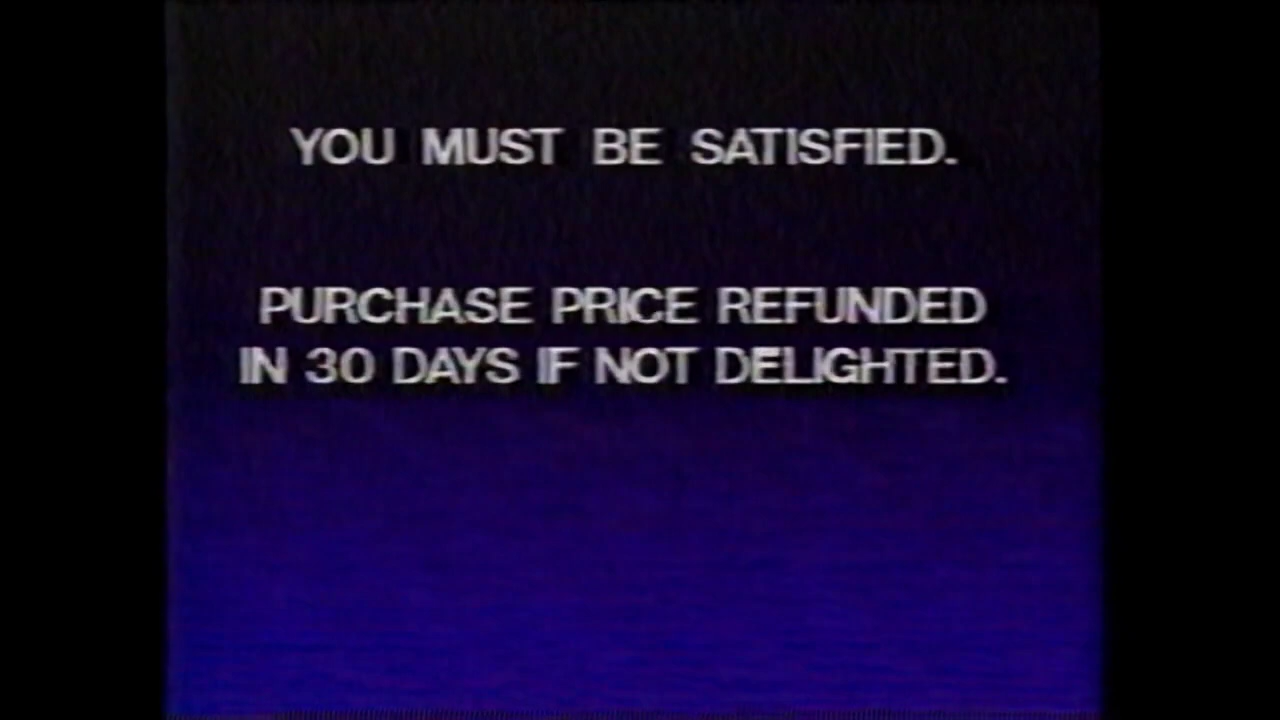 YOU MUST BE SATISFIED.
PURCHASE PRICE REFUNDED
IN 30 DAYS IF NOT DELIGHTED.